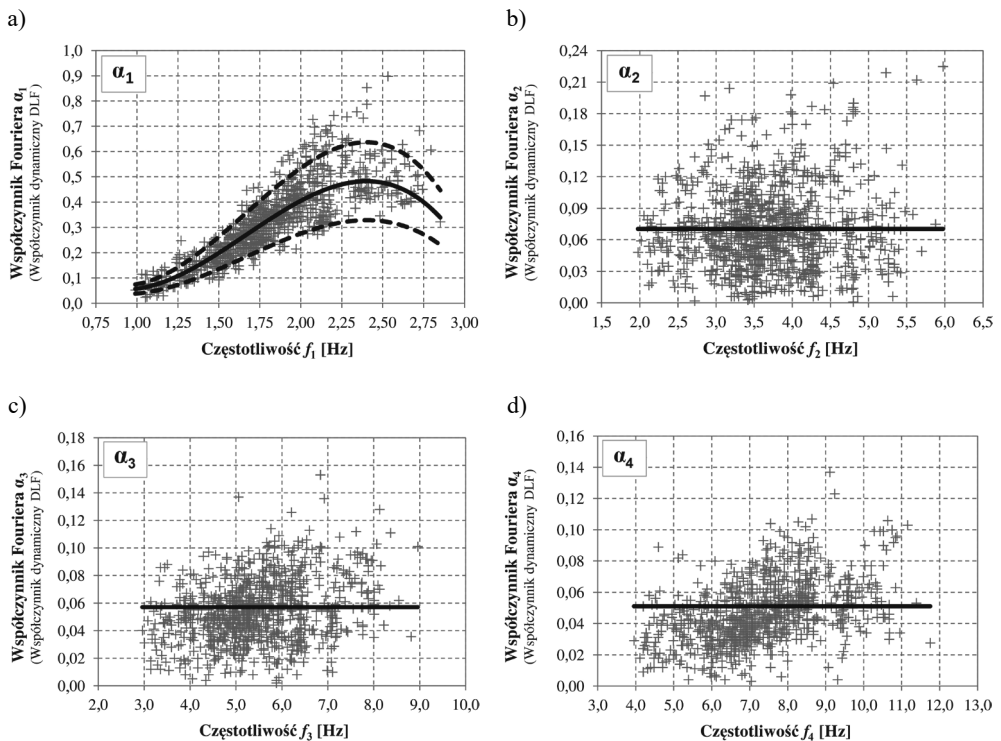 a)
α1
Współczynnik Fouriera α1
(Współczynnik dynamiczny DLF)
1,0
0,9
0,8
0,7
0,6
0,5
0,4
0,3
0,2
0,1
0,0
0,75 1,00 1,25 1,50 1,75 2,00 2,25 2,50 2,75 3,00
Częstotliwość f1 [Hz]
b)
α2
Współczynnik Fouriera α2
(Współczynnik dynamiczny DLF)
0,24
0,21
0,18
0,15
0,12
0,09
0,06
0,03
0,00
1,5 2,0 2,5 3,0 3,5 4,0 4,5 5,0 5,5 6,0 6,5
Częstotliwość f2 [Hz]
c)
α3
Współczynnik Fouriera α3
(Współczynnik dynamiczny DLF)
0,18
0,16
0,14
0,12
0,10
0,08
0,06
0,04
0,02
0,00
2,0 3,0 4,0 5,0 6,0 7,0 8,0 9,0 10,0
Częstotliwość f3 [Hz]
d)
α4
Współczynnik Fouriera α4
(Współczynnik dynamiczny DLF)
0,16
0,14
0,12
0,10
0,08
0,06
0,04
0,02
0,00
3,0 4,0 5,0 6,0 7,0 8,0 9,0 10,0 11,0 12,0 13,0
Częstotliwość f4 [Hz]